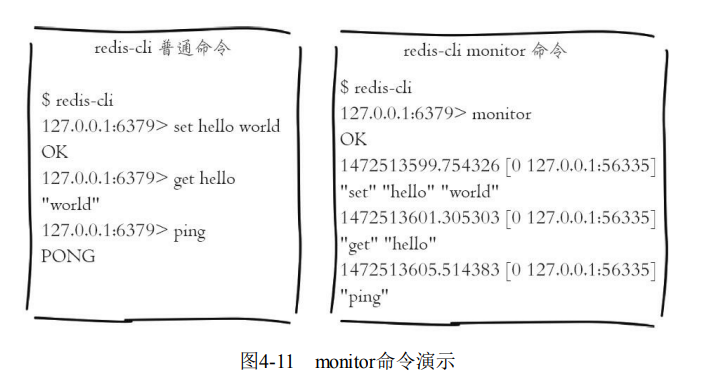 redis-cli 普通命令
$ redis-cli
127.0.0.1:6379> set hello world
OK
127.0.0.1:6379> get hello
"world"
127.0.0.1:6379> ping
PONG
redis-cli monitor 命令
$ redis-cli
127.0.0.1:6379> monitor
OK
1472513599.754326 [0 127.0.0.1:56335]
"set" "hello" "world"
1472513601.305303 [0 127.0.0.1:56335]
"get" "hello"
1472513605.514383 [0 127.0.0.1:56335]
"ping"
图4-11 monitor命令演示